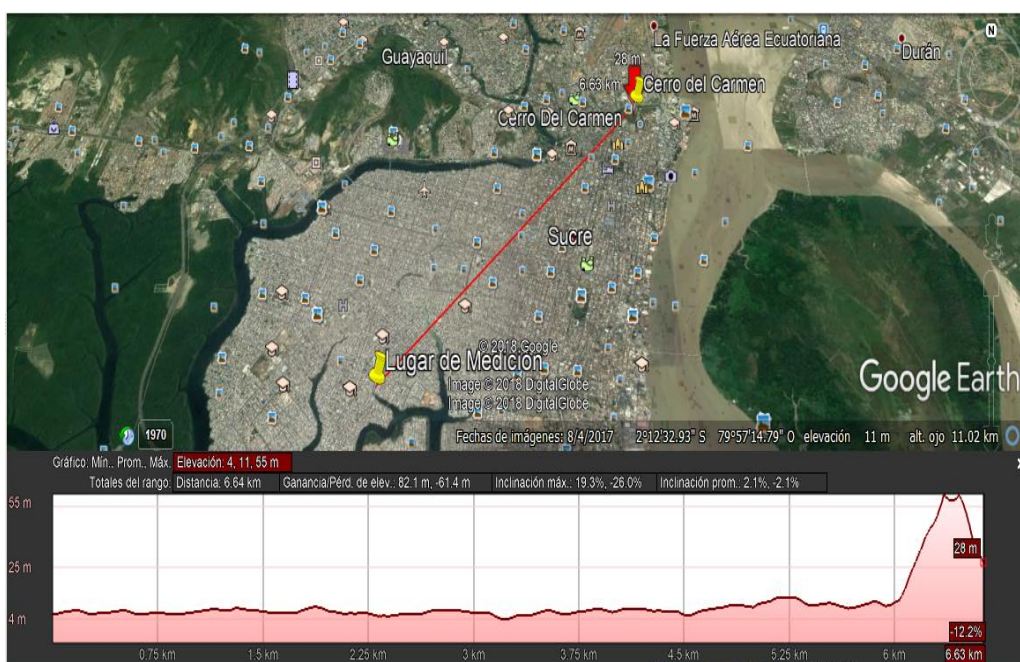 La Fuerza Aérea Ecuatoriana
Durán
N
Guayaquil
28 m
6.63 km
Cerro del Carmen
Cerro Del Carmen
Sucre
© 2018 Google
Lugar de Medición
Image © 2018 DigitalGlobe
Image © 2018 DigitalGlobe
Google Earth
1970
Fechas de imágenes: 8/4/2017 2°12'32.93" S 79°57'14.79" O elevación 11 m alt. ojo 11.02 km
Gráfico: Mín., Prom., Máx. Elevación: 4, 11, 55 m
Totales del rango: Distancia: 6.64 km Ganancia/Pérd. de elev.: 82.1 m, -61.4 m Inclinación máx.: 19.3%, -26.0% Inclinación prom.: 2.1%, -2.1%
55 m
28 m
25 m
4 m
-12.2%
0.75 km 1.5 km 2.25 km 3 km 3.75 km 4.5 km 5.25 km 6 km 6.63 km